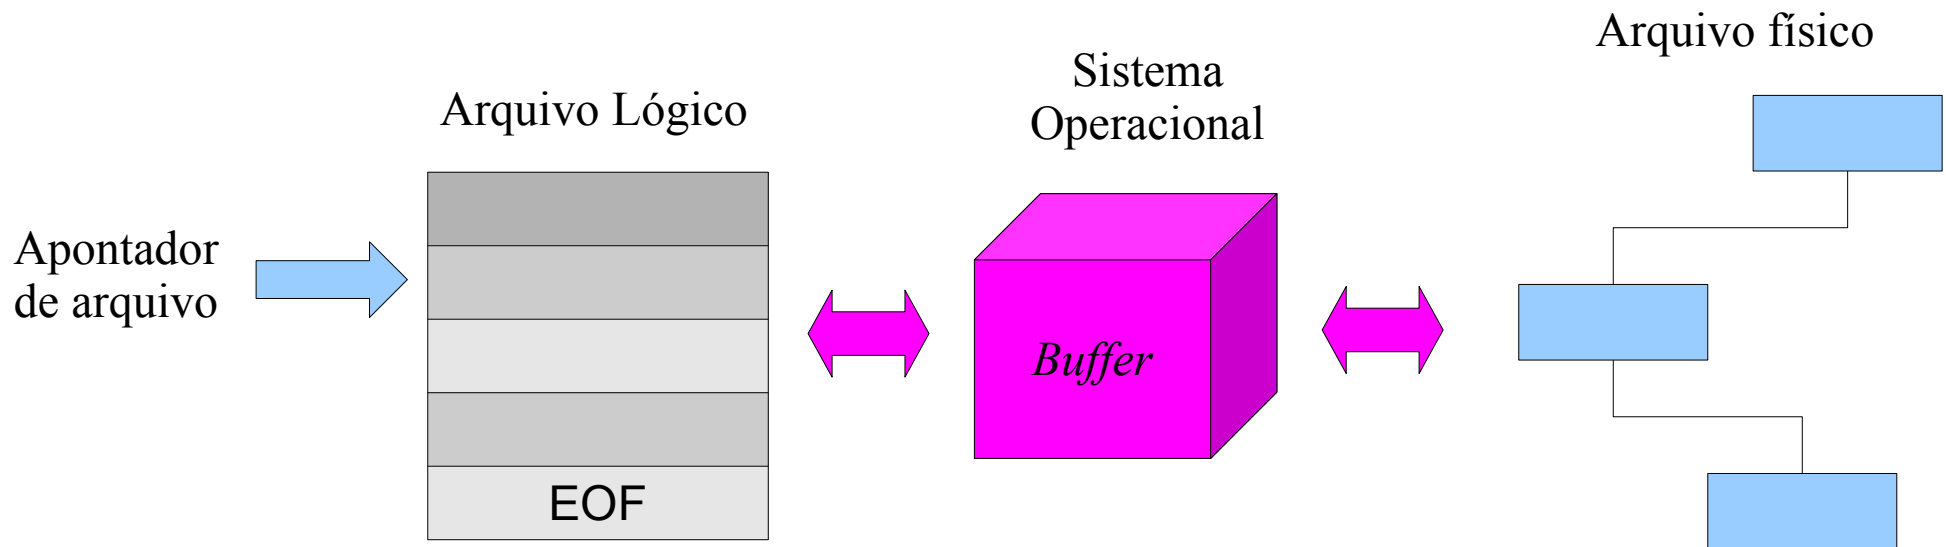 Arquivo físico
Sistema
Operacional
Arquivo Lógico
Apontador
de arquivo
Buffer
EOF